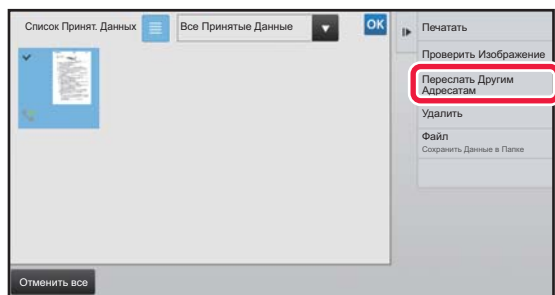 Список Принят. Данных
Все Принятые Данные
OK
Печатать
Проверить Изображение
Переслать Другим
Адресатам
Удалить
Файл
Сохранить Данные в Папке
Отменить все